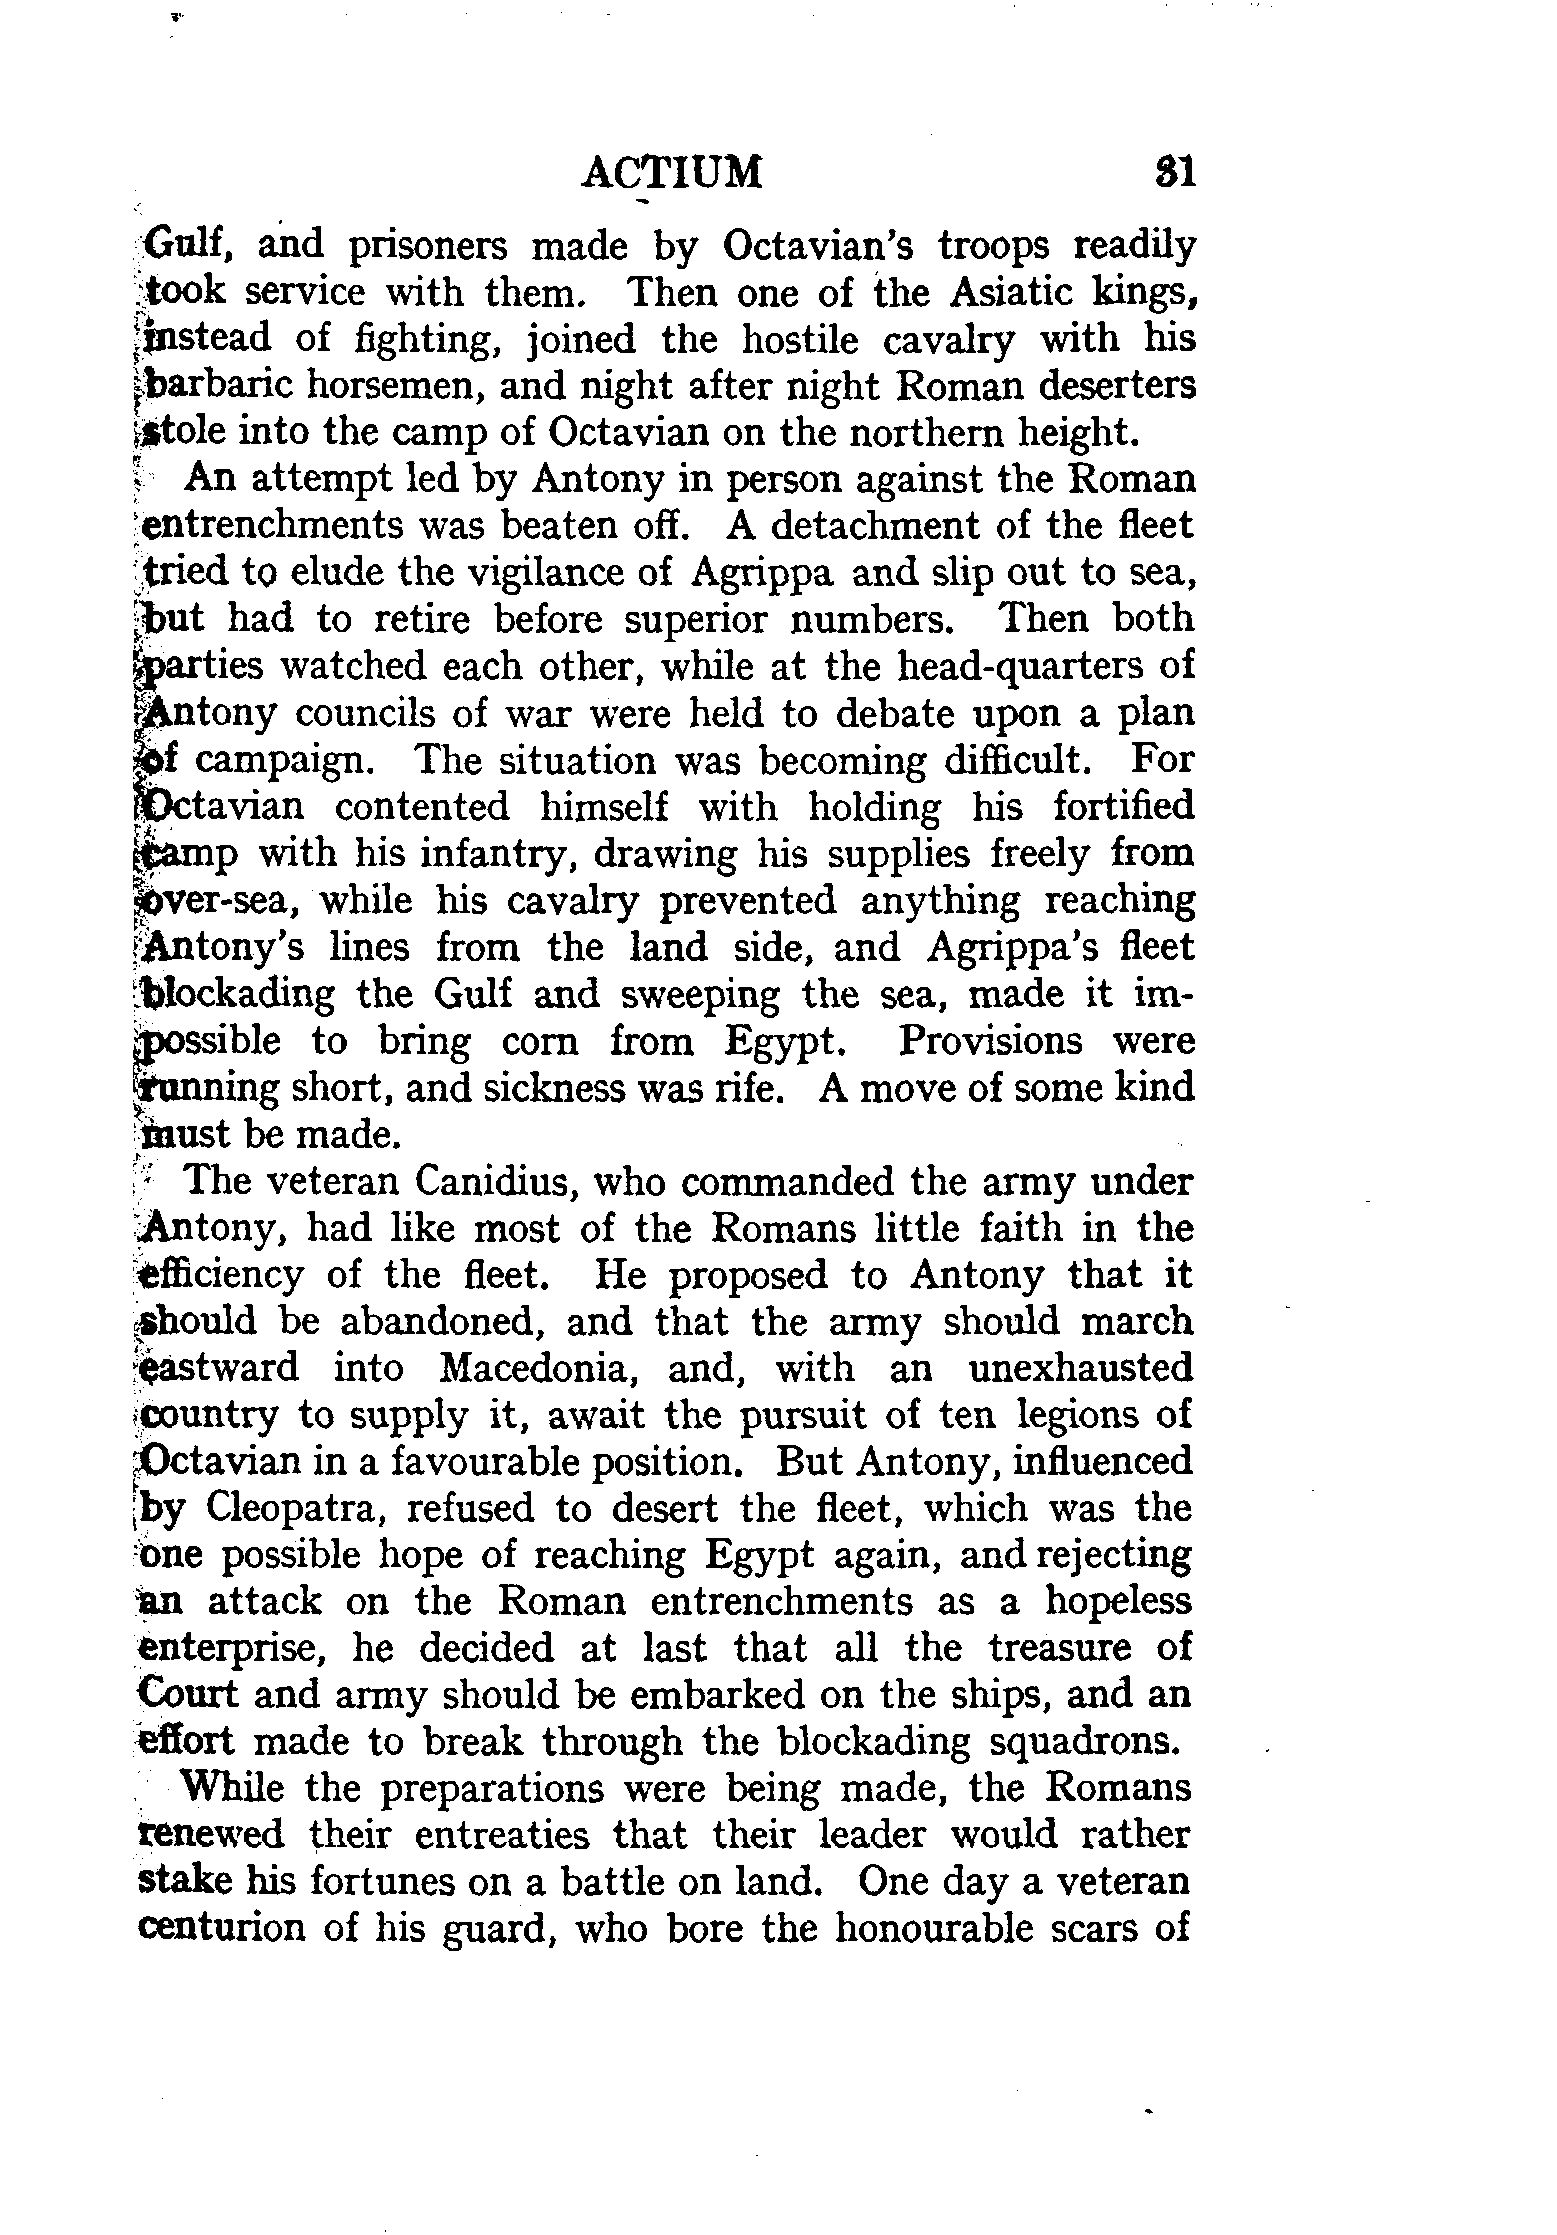 ACTIUM 31
Gulf, and prisoners made by Octavian's troops readily
took service with them. Then one of the Asiatic kings,
instead of fighting, joined the hostile cavalry with his
barbaric horsemen, and night after night Roman deserters
stole into the camp of Octavian on the northern height.
An attempt led by Antony in person against the Roman
entrenchments was beaten off. A detachment of the fleet
tried to elude the vigilance of Agrippa and slip out to sea,
but had to retire before superior numbers. Then both
parties watched each other, while at the head-quarters of
Antony councils of war were held to debate upon a plan
of campaign. The situation was becoming difficult. For
Octavian contented himself with holding his fortified
camp with his infantry, drawing his supplies freely from
over-sea, while his cavalry prevented anything reaching
Antony's lines from the land side, and Agrippa's fleet
blockading the Gulf and sweeping the sea, made it im-
possible to bring corn from Egypt. Provisions were
running short, and sickness was rife. A move of some kind
must be made.
The veteran Canidius, who commanded the army under
Antony, had like most of the Romans little faith in the
efficiency of the fleet. He proposed to Antony that it
should be abandoned, and that the army should march
eastward into Macedonia, and, with an unexhausted
country to supply it, await the pursuit of ten legions of
Octavian in a favourable position. But Antony, influenced
by Cleopatra, refused to desert the fleet, which was the
one possible hope of reaching Egypt again, and rejecting
an attack on the Roman entrenchments as a hopeless
enterprise, he decided at last that all the treasure of
Court and army should be embarked on the ships, and an
effort made to break through the blockading squadrons.
While the preparations were being made, the Romans
renewed their entreaties that their leader would rather
stake his fortunes on a battle on land. One day a veteran
centurion of his guard, who bore the honourable scars of